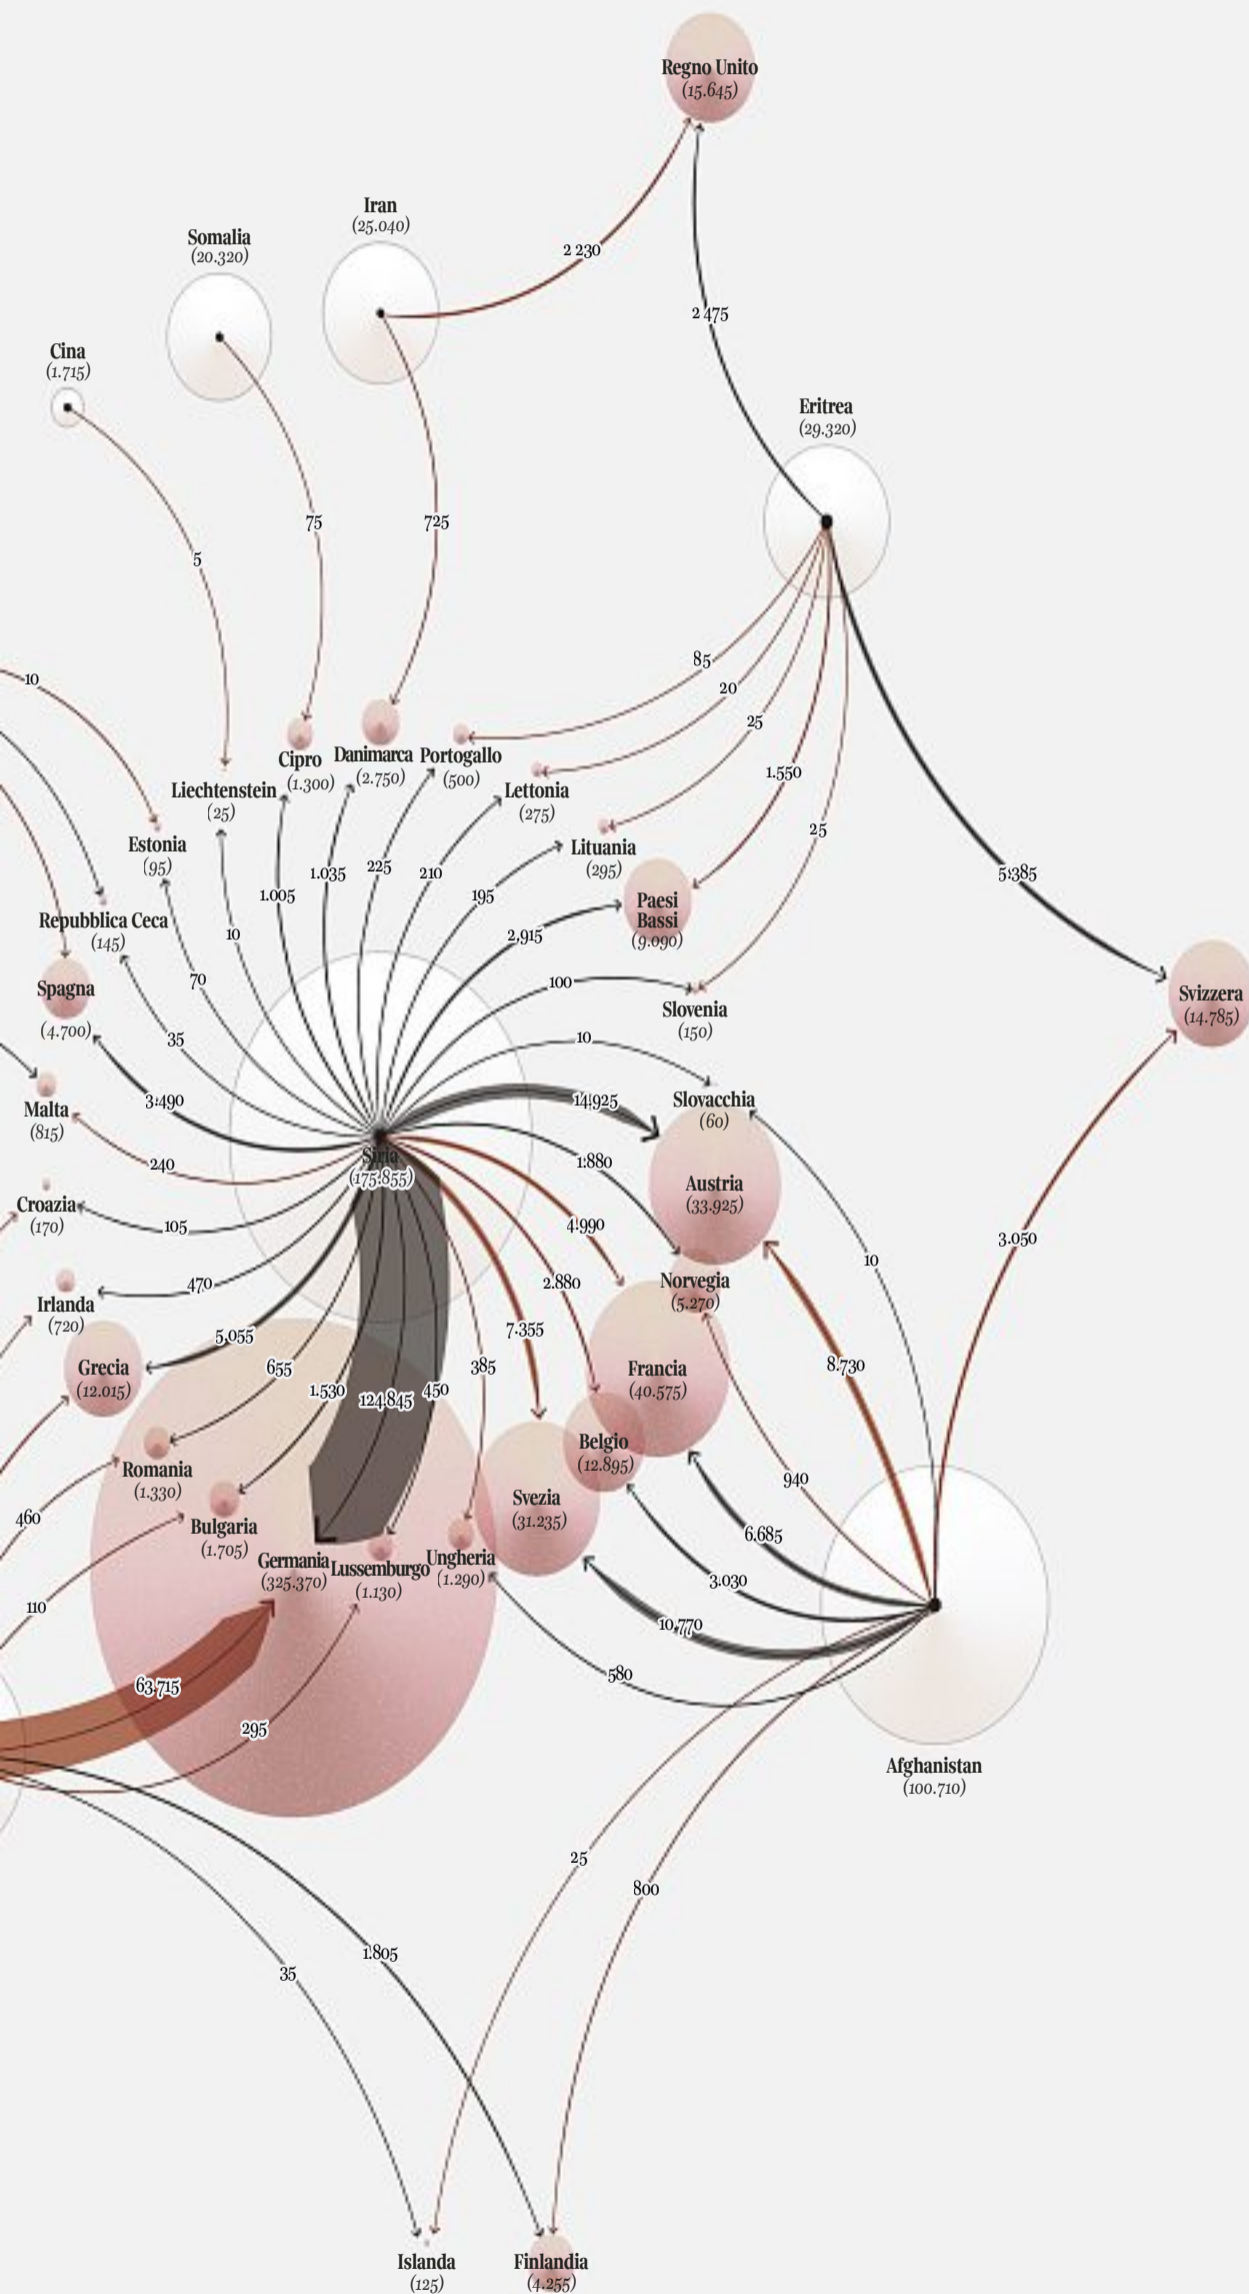 Regno Unito
(15.645)
Iran
(25.040)
Somalia
(20.320)
2 230
2 475
Cina
(1.715)
Eritrea
(29.320)
75
725
5
85
10
20
25
Cipro
(1.300)
Danimarca
(2.750)
Portogallo
(500)
1.550
Liechtenstein
(25)
Lettonia
(275)
25
Estonia
(95)
Lituania
(295)
225
210
1.035
5.385
1.005
195
Paesi
Bassi
(9.090)
Repubblica Ceca
(145)
10
2.915
70
100
Spagna
(4.700)
Svizzera
(14.785)
Slovenia
(150)
35
10
3.490
14.925
Slovacchia
(60)
Malta
(815)
Siria
(175.855)
240
1.880
Austria
(33.925)
Croazia
(170)
105
4.990
3.050
10
470
2.880
Norvegia
(5.270)
Irlanda
(720)
5.055
7.355
Grecia
(12.015)
655
1.530
124.845
450
385
Francia
(40.575)
8.730
Belgio
(12.895)
Romania
(1.330)
940
Svezia
(31.235)
460
Bulgaria
(1.705)
6.685
Germania
(325.370)
Lussemburgo
(1.130)
Ungheria
(1.290)
3.030
110
10.770
580
63.715
295
Afghanistan
(100.710)
25
800
1.805
35
Islanda
(125)
Finlandia
(4.255)